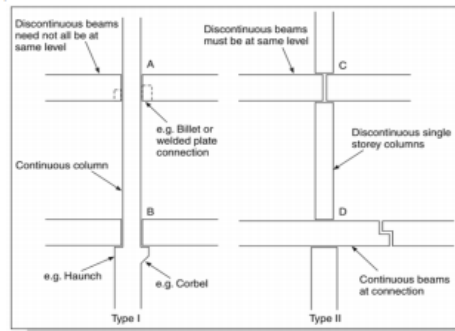 Discontinuous beams
need not all be at
same level
A
e.g. Billet or
welded plate
connection
Continuous column
B
e.g. Haunch
e.g. Corbel
Type I
Discontinuous beams
must be at same level
C
Discontinuous single
storey columns
D
Continuous beams
at connection
Type II